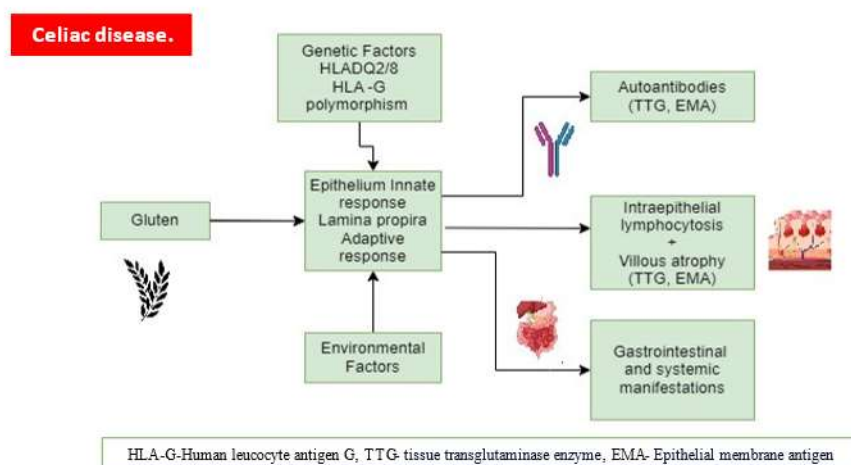 Celiac disease.
Genetic Factors
HLADQ2/8
HLA -G
polymorphism
Autoantibodies
(TTG, EMA)
Gluten
Epithelium Innate
response
Lamina propira
Adaptive
response
Intraepithelial
lymphocytosis
+
Villous atrophy
(TTG, EMA)
Environmental
Factors
Gastrointestinal
and systemic
manifestations
HLA-G-Human leucocyte antigen G, TTG- tissue transglutaminase enzyme, EMA- Epithelial membrane antigen